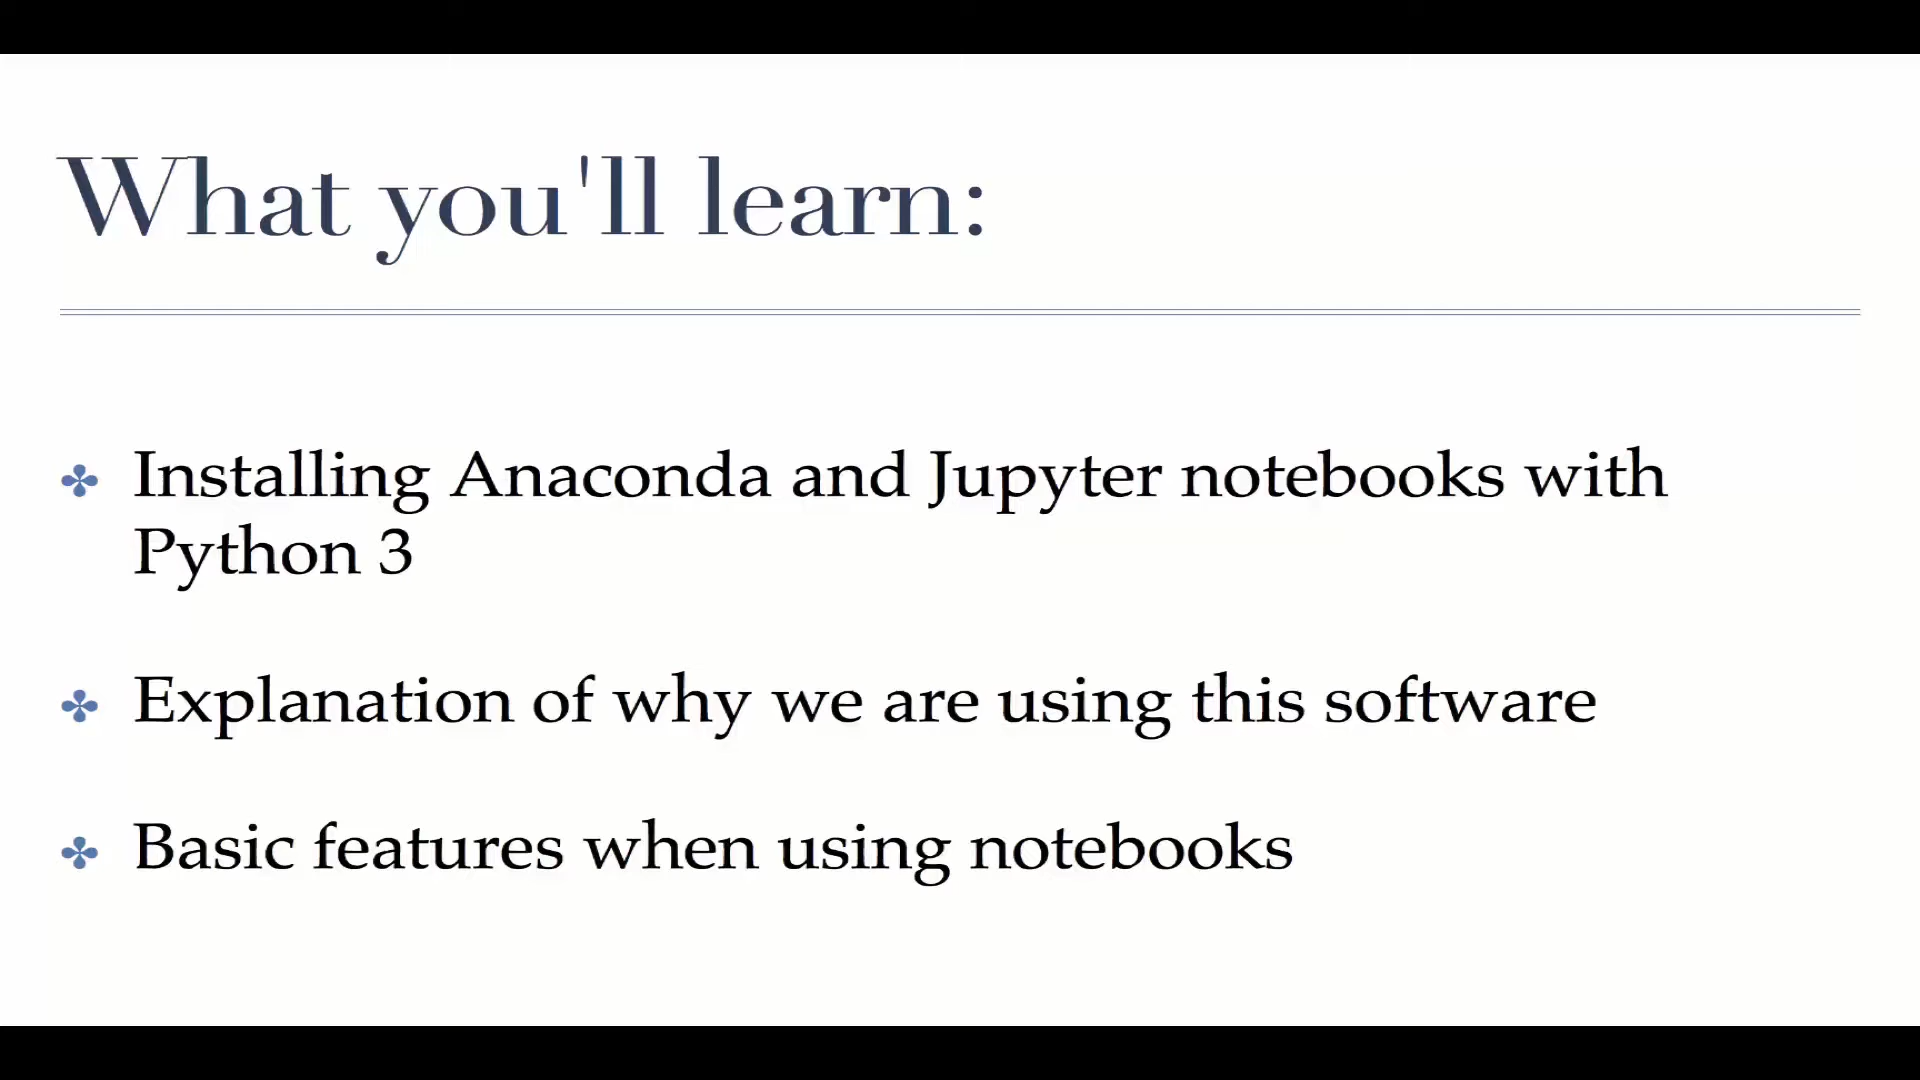 What you'll learn:
Installing Anaconda and Jupyter notebooks with
Python 3
Explanation of why we are using this software
Basic features when using notebooks